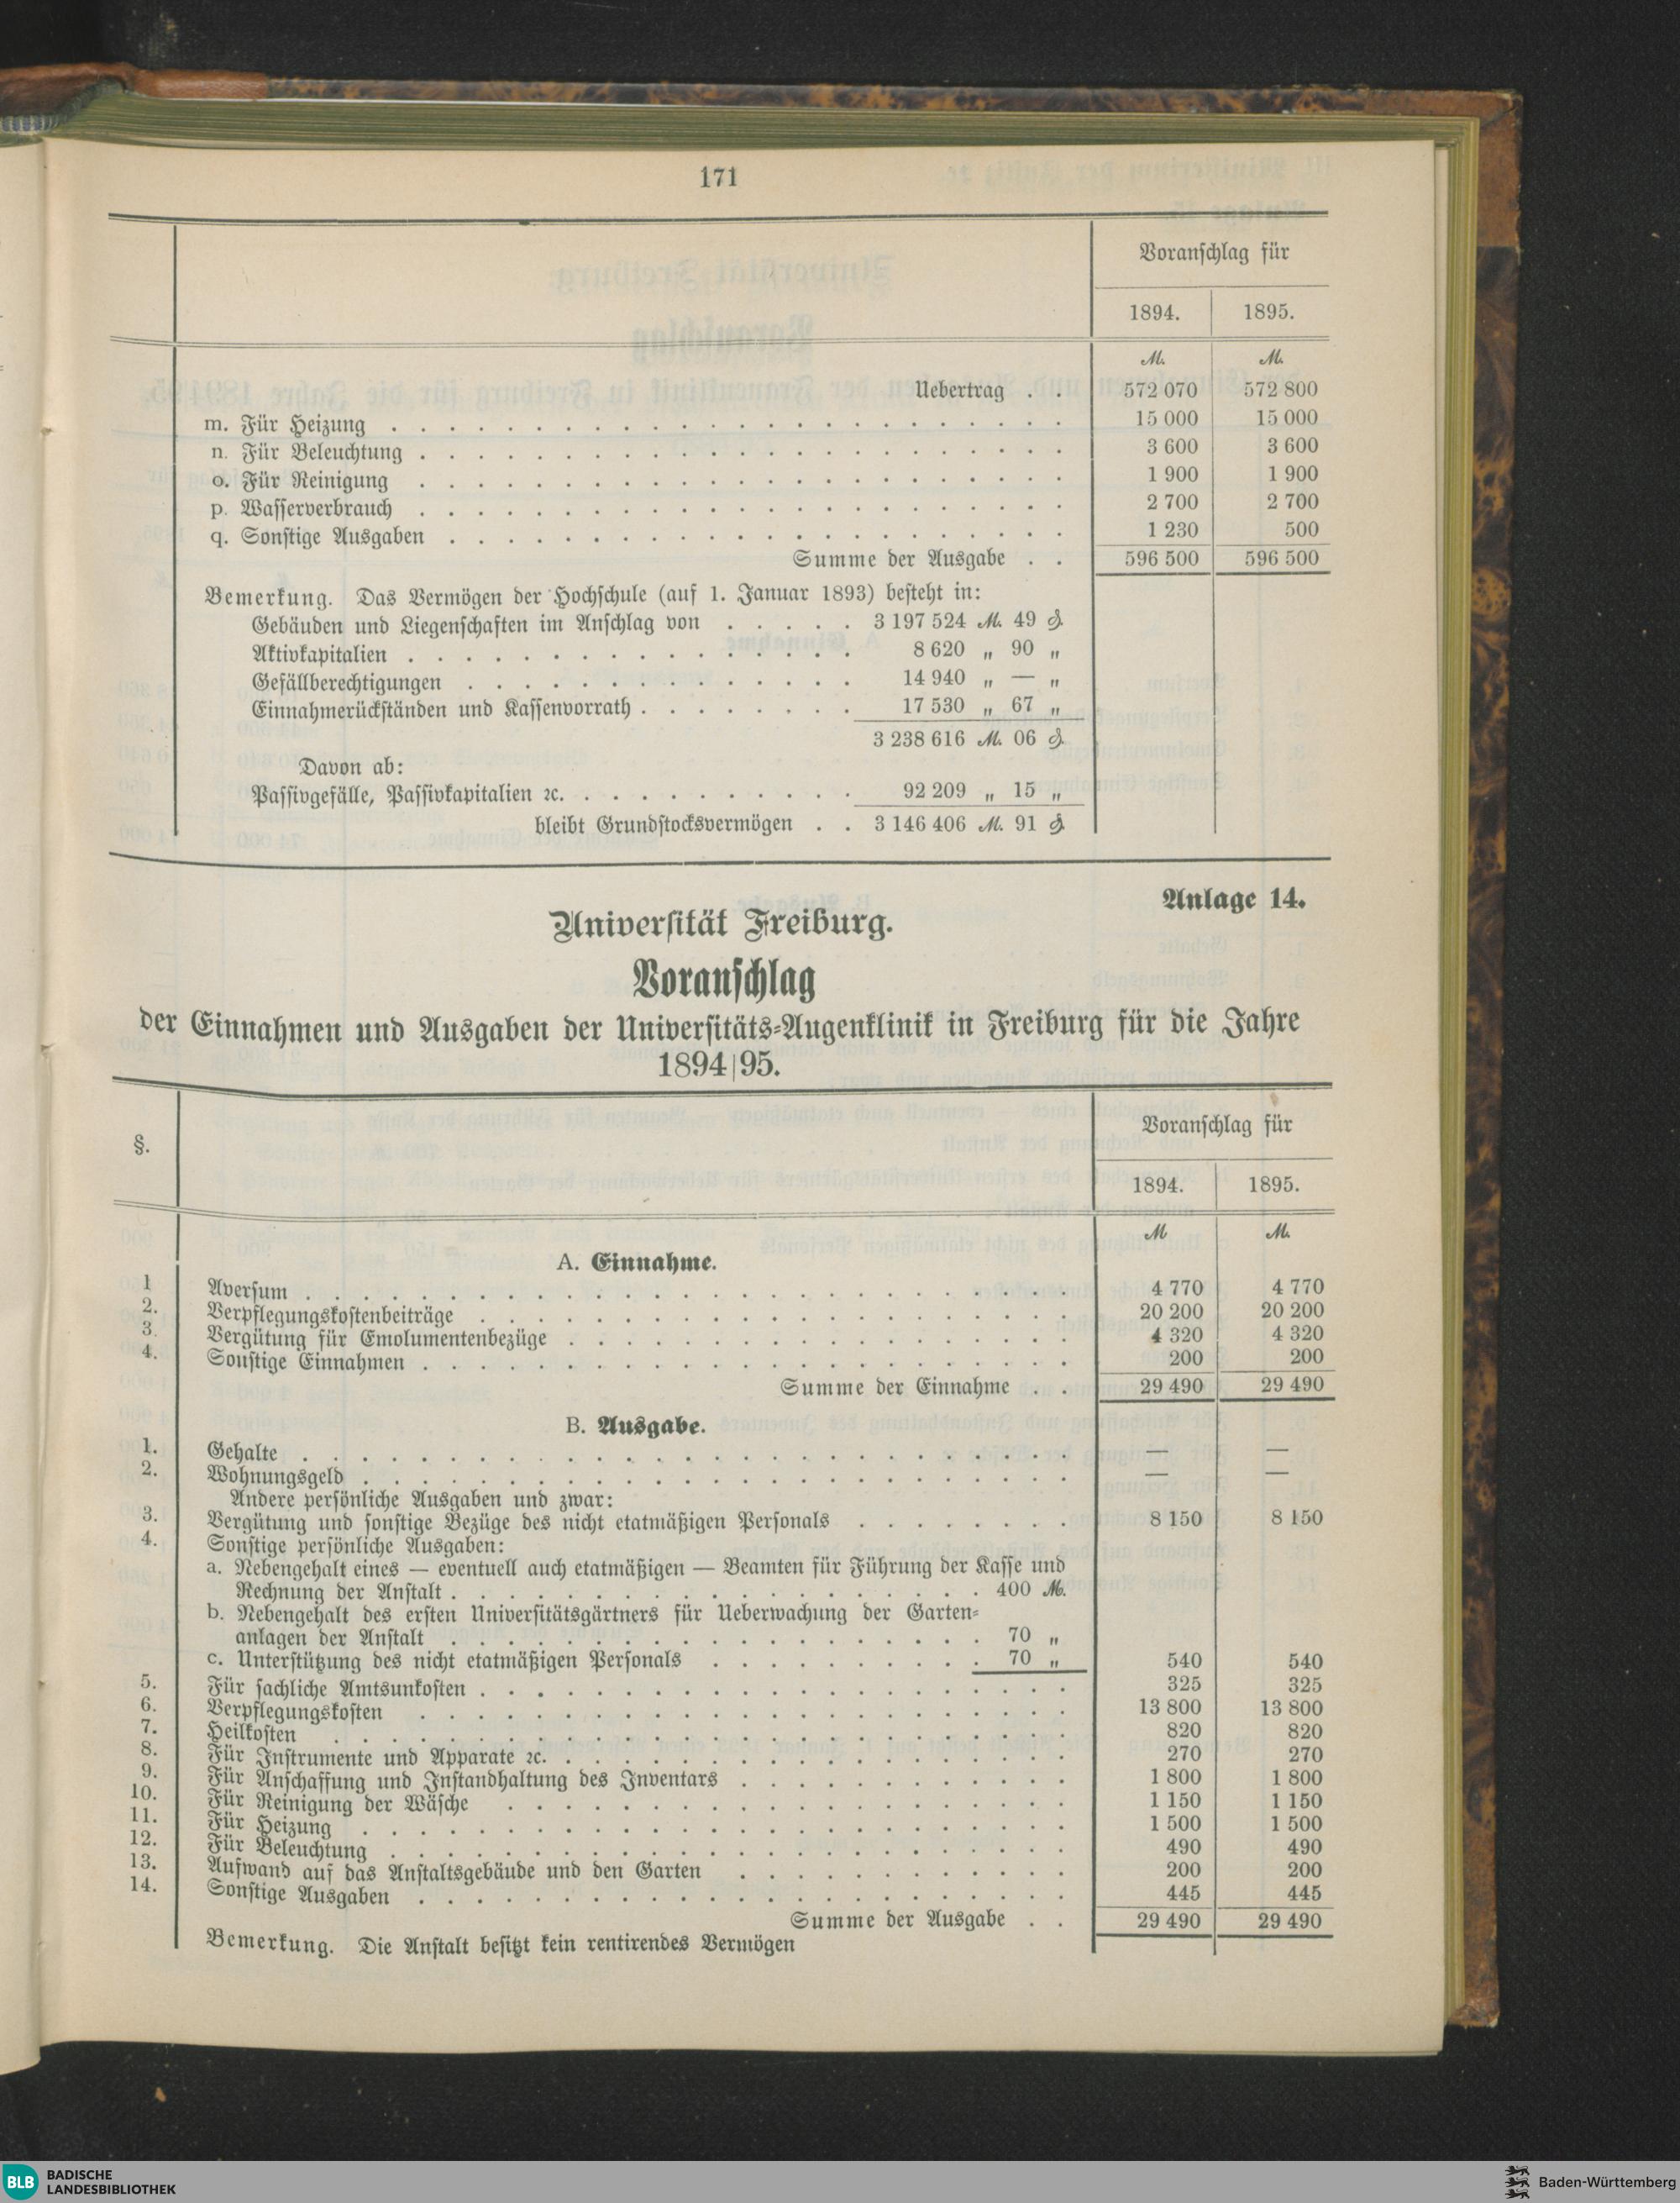 171
Voranschlag für
1894. 1895.
M. M.
Uebertrag . . 572 070 572 800
m. Für Heizung 15 000 15 000
n. Für Beleuchtung 3 600 3 600
o. Für Reinigung 1 900 1 900
p. Wasserverbrauch 2 700 2 700
q. Sonstige Ausgaben 1 230 500
Summe der Ausgabe . . 596 500 596 500
Bemerkung. Das Vermögen der Hochschule (auf 1. Januar 1893) besteht in:
Gebäuden und Liegenschaften im Anschlag von 3 197 524 M. 49 ₰
Aktivkapitalien 8 620 „ 90 „
Gefällberechtigungen 14 940 „ — „
Einnahmerückständen und Kassenvorrath 17 530 „ 67 „
3 238 616 M. 06 ₰
Davon ab:
Passivgefälle, Passivkapitalien ꝛc. 92 209 „ 15 „
bleibt Grundstocksvermögen . . 3 146 406 M. 91 ₰
Anlage 14.
Universität Freiburg.
Voranschlag
der Einnahmen und Ausgaben der Universitäts-Augenklinik in Freiburg für die Jahre
1894|95.
§. Voranschlag für
1894. 1895.
M M.
A. Einnahme.
1 Aversum 4 770 4 770
2. Verpflegungskostenbeiträge 20 200 20 200
3. Vergütung für Emolumentenbezüge 4 320 4 320
4. Sonstige Einnahmen 200 200
Summe der Einnahme . . 29 490 29 490
B. Ausgabe.
1. Gehalte — —
2. Wohnungsgeld — —
Andere persönliche Ausgaben und zwar:
3. Vergütung und sonstige Bezüge des nicht etatmäßigen Personals 8 150 8 150
4. Sonstige persönliche Ausgaben:
a. Nebengehalt eines — eventuell auch etatmäßigen — Beamten für Führung der Kasse und
Rechnung der Anstalt 400 M.
b. Nebengehalt des ersten Universitätsgärtners für Ueberwachung der Garten-
anlagen der Anstalt 70 „
c. Unterstützung des nicht etatmäßigen Personals 70 „ 540 540
5. Für sachliche Amtsunkosten 325 325
6. Verpflegungskosten 13 800 13 800
7. Heilkosten 820 820
8. Für Instrumente und Apparate ꝛc. 270 270
9. Für Anschaffung und Instandhaltung des Inventars 1 800 1 800
10. Für Reinigung der Wäsche 1 150 1 150
11. Für Heizung 1 500 1 500
12. Für Beleuchtung 490 490
13. Aufwand auf das Anstaltsgebäude und den Garten 200 200
14. Sonstige Ausgaben 445 445
Summe der Ausgabe . . 29 490 29 490
Bemerkung. Die Anstalt besitzt kein rentirendes Vermögen
BLB BADISCHE
LANDESBIBLIOTHEK
Baden-Württemberg